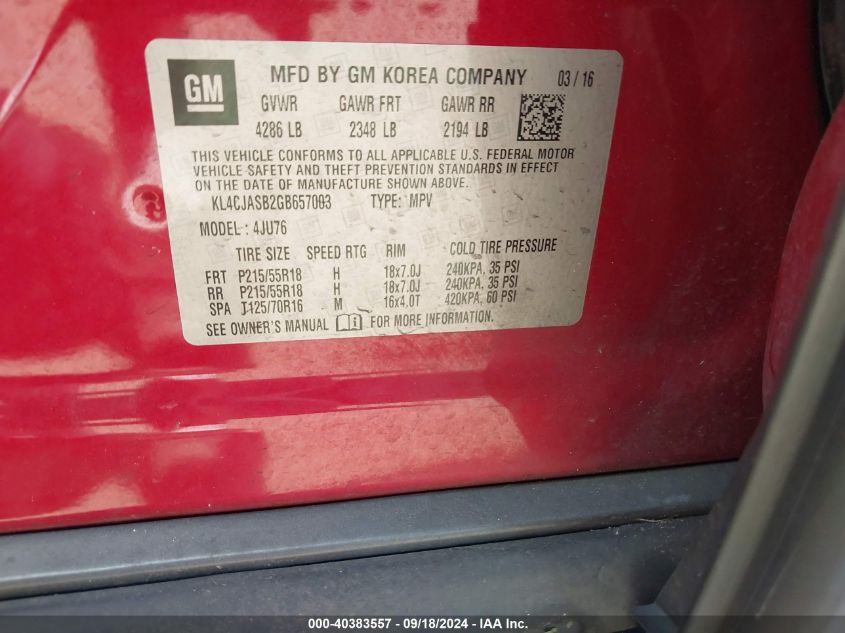 GM
MFD BY GM KOREA COMPANY 03 / 16
GVWR GAWR FRT GAWR RR
4286 LB 2348 LB 2194 LB
THIS VEHICLE CONFORMS TO ALL APPLICABLE U.S. FEDERAL MOTOR
VEHICLE SAFETY AND THEFT PREVENTION STANDARDS IN EFFECT
ON THE DATE OF MANUFACTURE SHOWN ABOVE.
KL4CJASB2GB657003 TYPE: MPV
MODEL: 4JU76
TIRE SIZE SPEED RTG RIM COLD TIRE PRESSURE
FRT P215/55R18 H 18x7.0J 240KPA, 35 PSI
RR P215/55R18 H 18x7.0J 240KPA, 35 PSI
SPA T125/70R16 M 16x4.0T 420KPA, 60 PSI
SEE OWNER'S MANUAL FOR MORE INFORMATION.
000-40383557 - 09/18/2024 - IAA Inc.